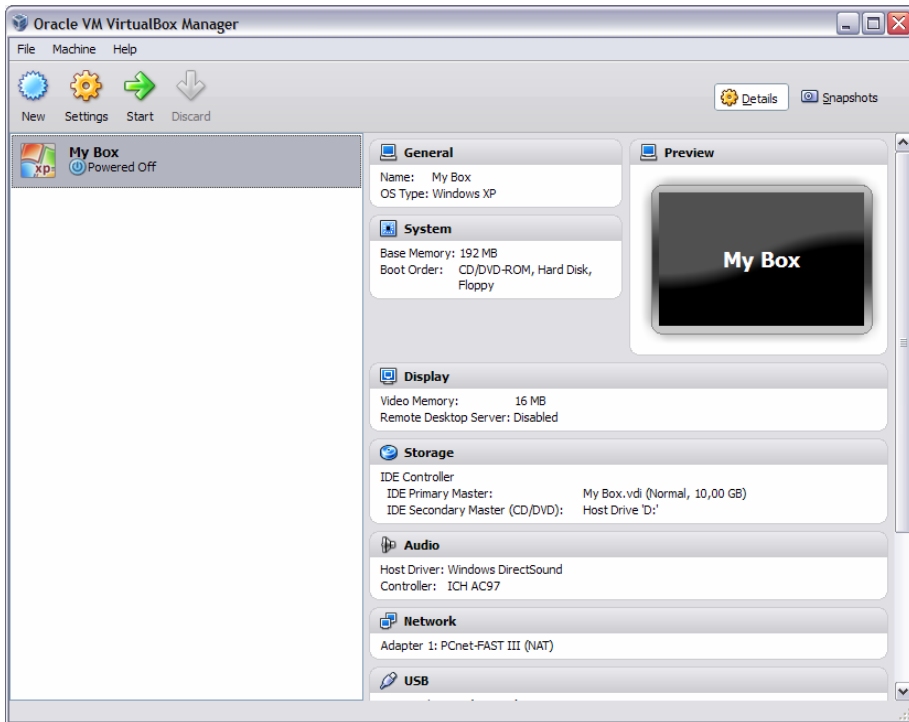 Oracle VM VirtualBox Manager
File Machine Help
New Settings Start Discard
Details Snapshots
xp
My Box
Powered Off
General
Name: My Box
OS Type: Windows XP
System
Base Memory: 192 MB
Boot Order: CD/DVD-ROM, Hard Disk,
Floppy
Preview
My Box
Display
Video Memory: 16 MB
Remote Desktop Server: Disabled
Storage
IDE Controller
IDE Primary Master: My Box.vdi (Normal, 10,00 GB)
IDE Secondary Master (CD/DVD): Host Drive 'D:'
Audio
Host Driver: Windows DirectSound
Controller: ICH AC97
Network
Adapter 1: PCnet-FAST III (NAT)
USB